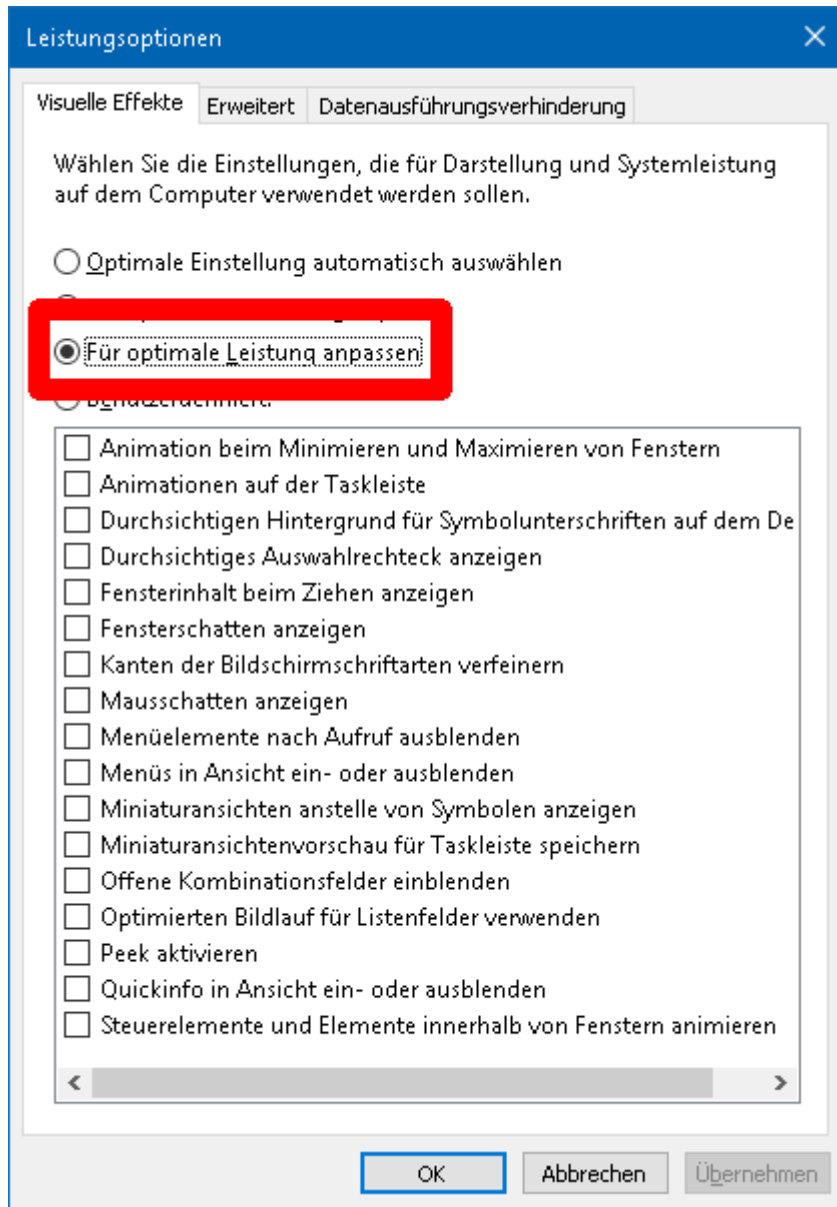 Leistungsoptionen
Visuelle Effekte
Erweitert
Datenausführungsverhinderung
Wählen Sie die Einstellungen, die für Darstellung und Systemleistung
auf dem Computer verwendet werden sollen.
Optimale Einstellung automatisch auswählen
Für optimale Leistung anpassen
Animation beim Minimieren und Maximieren von Fenstern
Animationen auf der Taskleiste
Durchsichtigen Hintergrund für Symbolunterschriften auf dem De
Durchsichtiges Auswahlrechteck anzeigen
Fensterinhalt beim Ziehen anzeigen
Fensterschatten anzeigen
Kanten der Bildschirmschriftarten verfeinern
Mausschatten anzeigen
Menüelemente nach Aufruf ausblenden
Menüs in Ansicht ein- oder ausblenden
Miniaturansichten anstelle von Symbolen anzeigen
Miniaturansichtenvorschau für Taskleiste speichern
Offene Kombinationsfelder einblenden
Optimierten Bildlauf für Listenfelder verwenden
Peek aktivieren
Quickinfo in Ansicht ein- oder ausblenden
Steuerelemente und Elemente innerhalb von Fenstern animieren
OK
Abbrechen
Übernehmen